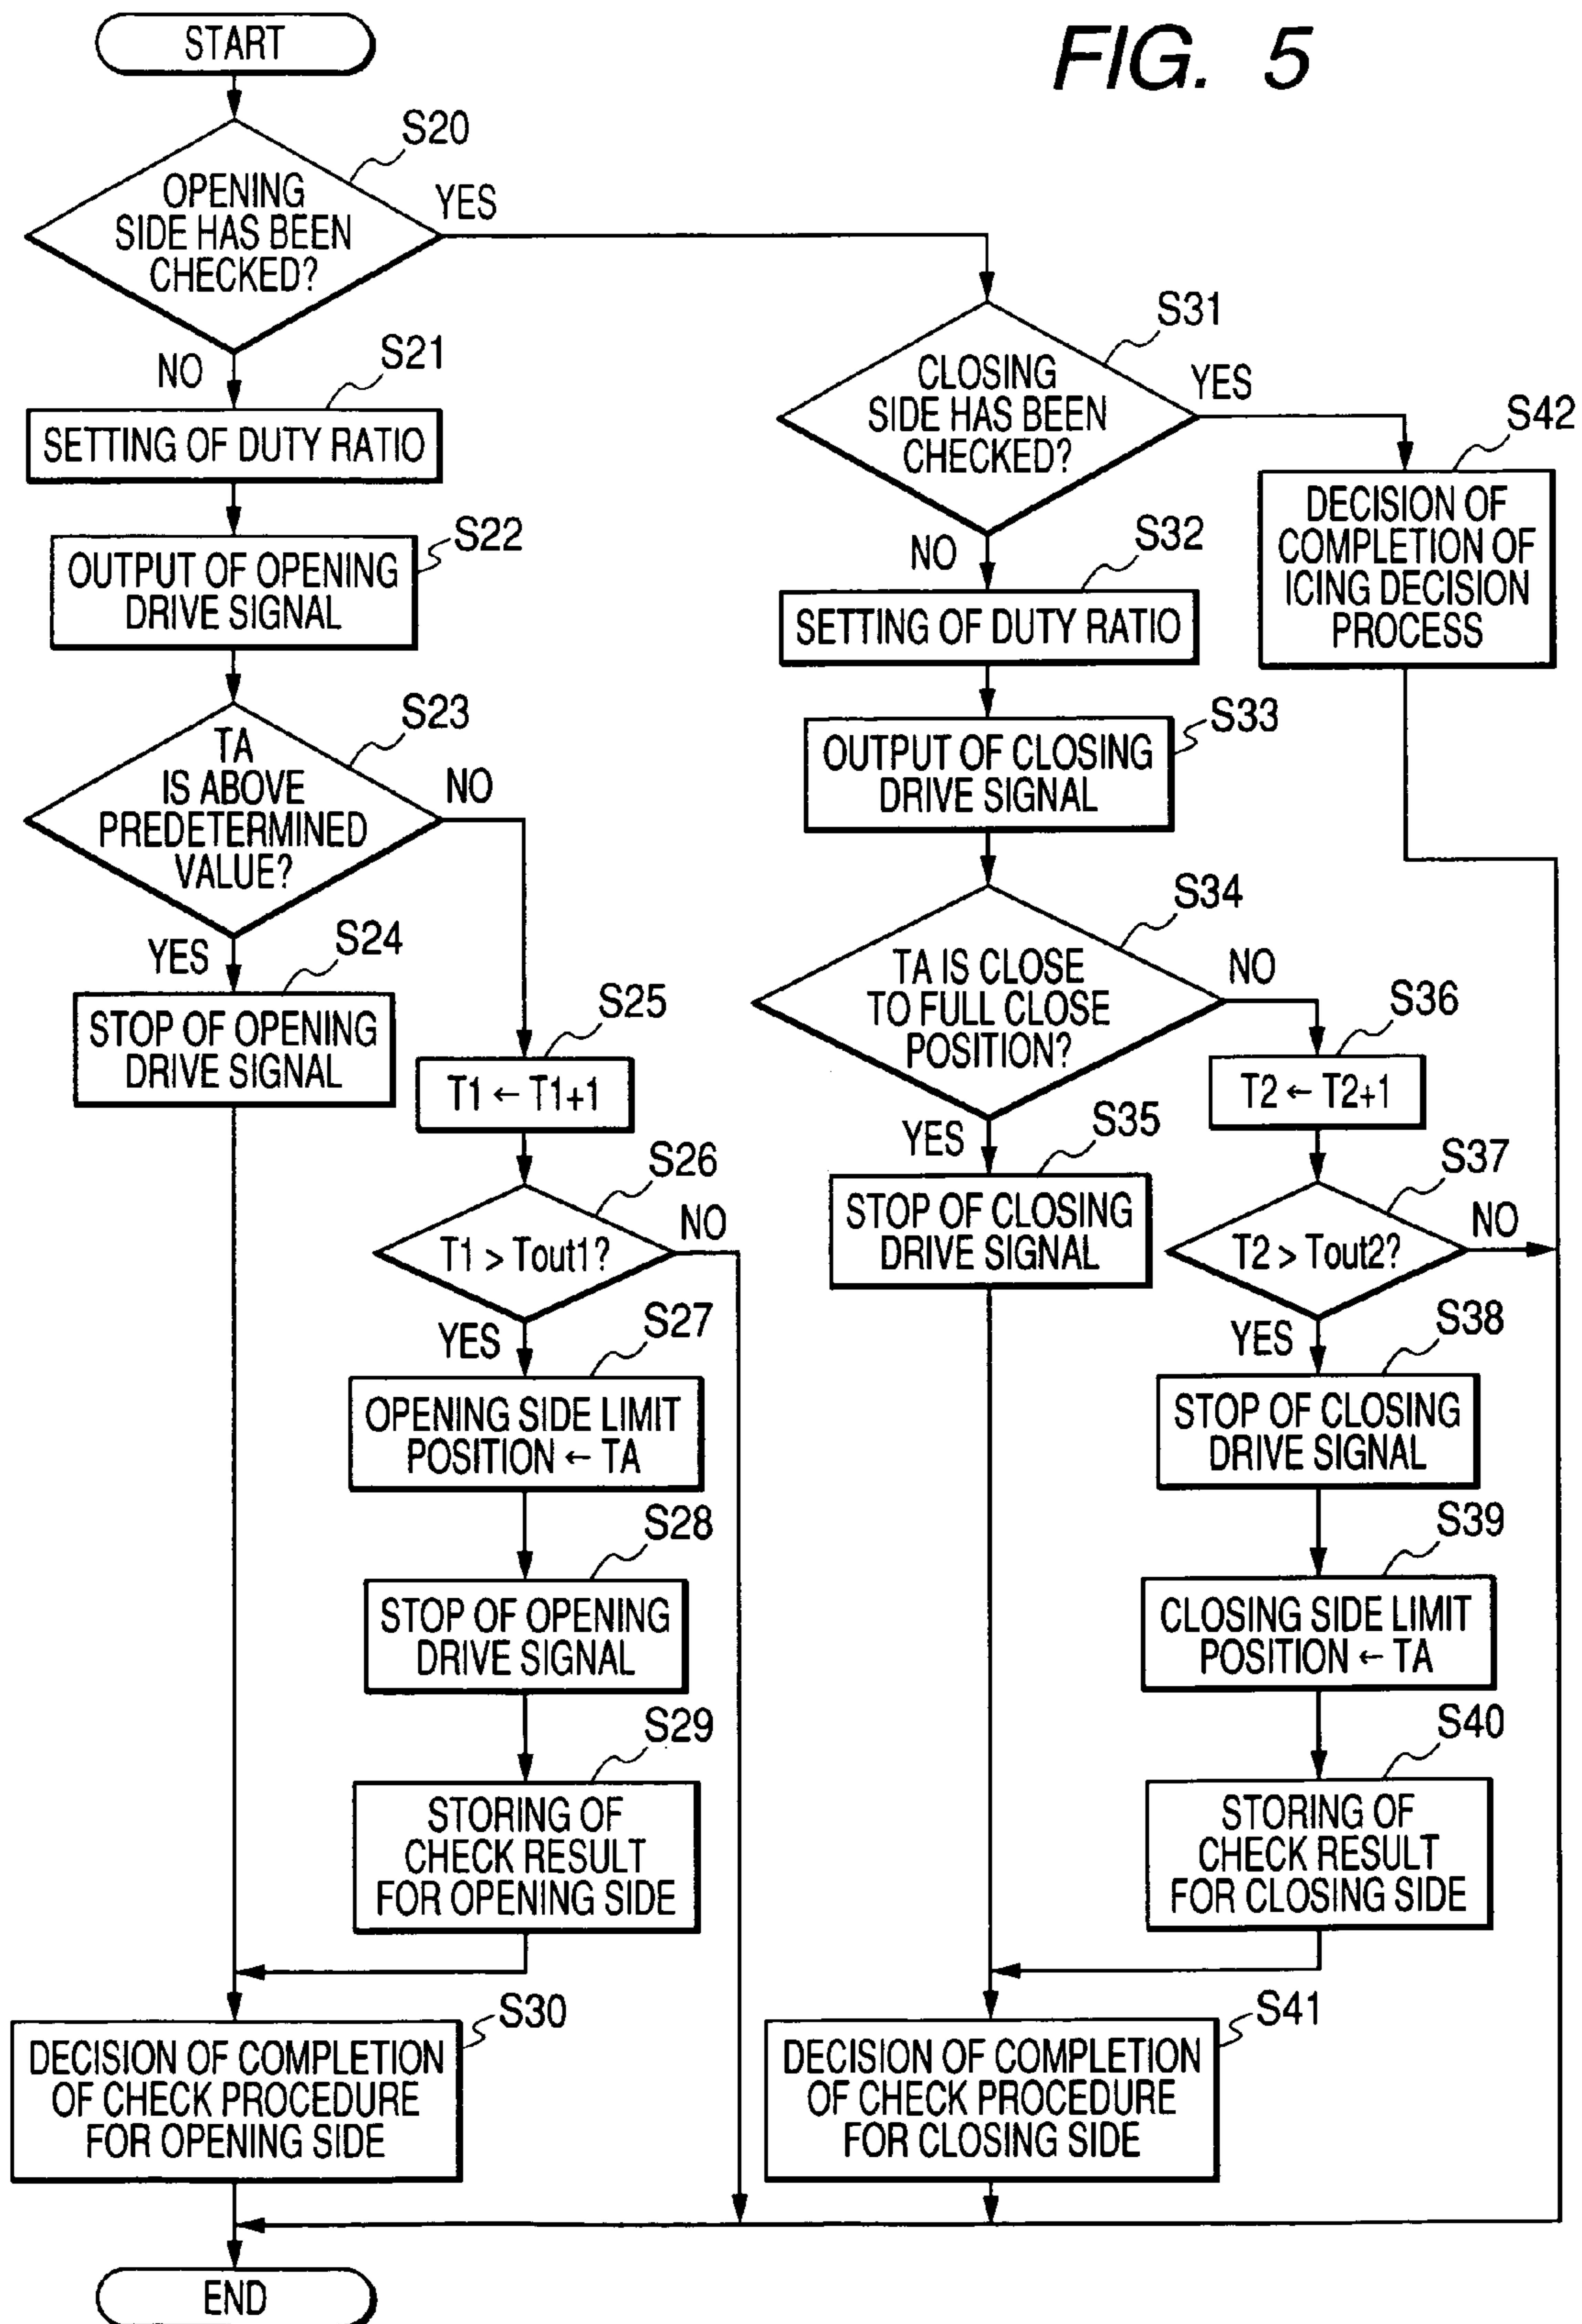 FIG. 5
START
S20
OPENING
SIDE HAS BEEN
CHECKED?
YES
NO
S21
SETTING OF DUTY RATIO
S22
OUTPUT OF OPENING
DRIVE SIGNAL
S23
TA
IS ABOVE
PREDETERMINED
VALUE?
NO
YES
S24
STOP OF OPENING
DRIVE SIGNAL
S25
T1 ← T1+1
S26
T1 > Tout1?
NO
YES
S27
OPENING SIDE LIMIT
POSITION ← TA
S28
STOP OF OPENING
DRIVE SIGNAL
S29
STORING OF
CHECK RESULT
FOR OPENING SIDE
S30
DECISION OF COMPLETION
OF CHECK PROCEDURE
FOR OPENING SIDE
END
S31
CLOSING
SIDE HAS BEEN
CHECKED?
YES
NO
S42
DECISION OF
COMPLETION OF
ICING DECISION
PROCESS
S32
SETTING OF DUTY RATIO
S33
OUTPUT OF CLOSING
DRIVE SIGNAL
S34
TA IS CLOSE
TO FULL CLOSE
POSITION?
NO
YES
S35
STOP OF CLOSING
DRIVE SIGNAL
S36
T2 ← T2+1
S37
T2 > Tout2?
NO
YES
S38
STOP OF CLOSING
DRIVE SIGNAL
S39
CLOSING SIDE LIMIT
POSITION ← TA
S40
STORING OF
CHECK RESULT
FOR CLOSING SIDE
S41
DECISION OF COMPLETION
OF CHECK PROCEDURE
FOR CLOSING SIDE